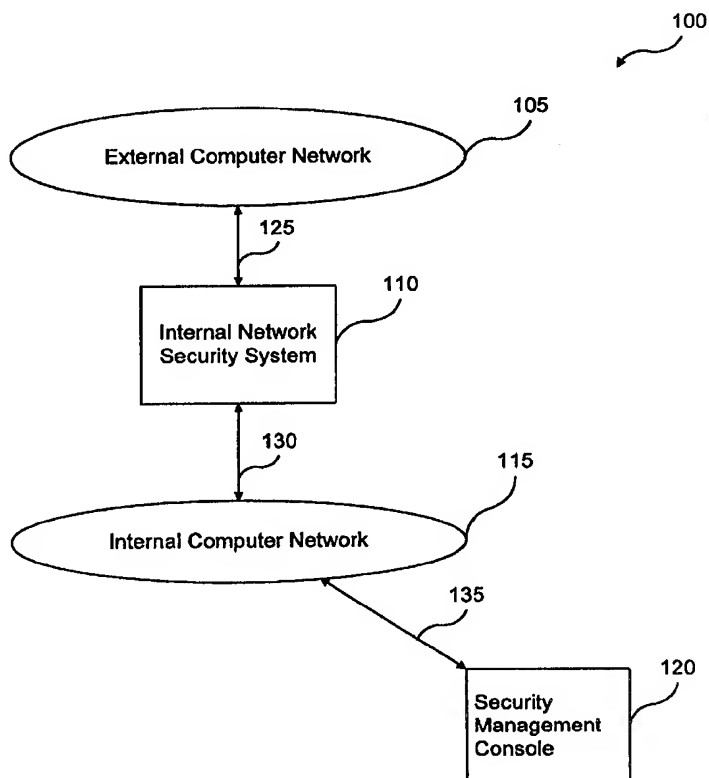 100
105
External Computer Network
125
110
Internal Network
Security System
130
115
Internal Computer Network
135
120
Security
Management
Console